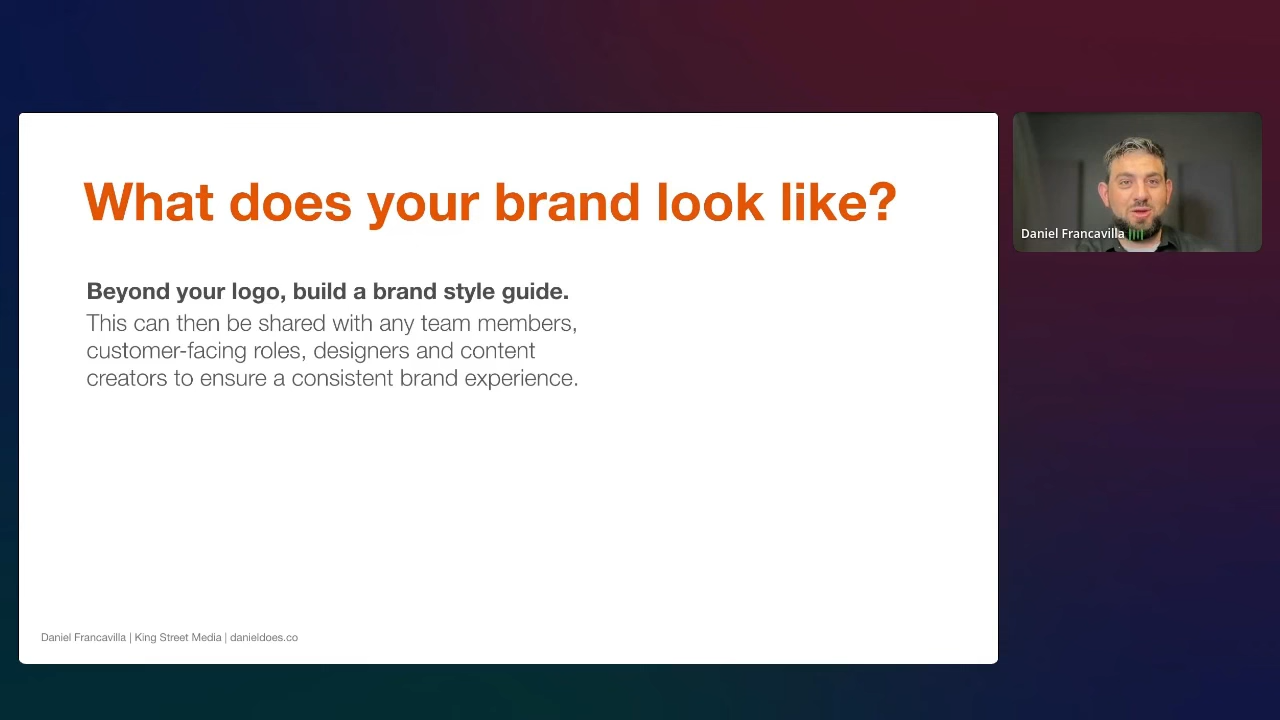 What does your brand look like?
Beyond your logo, build a brand style guide.
This can then be shared with any team members,
customer-facing roles, designers and content
creators to ensure a consistent brand experience.
Daniel Francavilla | King Street Media | danieldoes.co
Daniel Francavilla